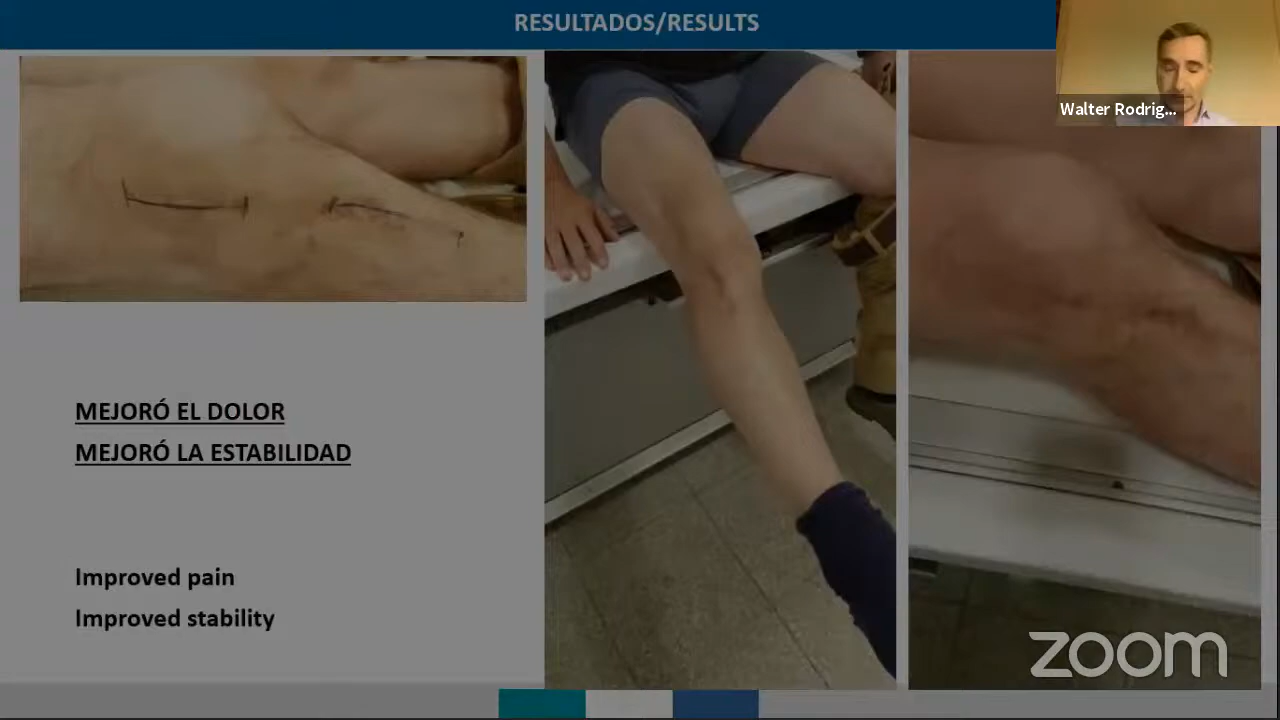 RESULTADOS/RESULTS
Walter Rodrig...
MEJORÓ EL DOLOR
MEJORÓ LA ESTABILIDAD
Improved pain
Improved stability
zoom